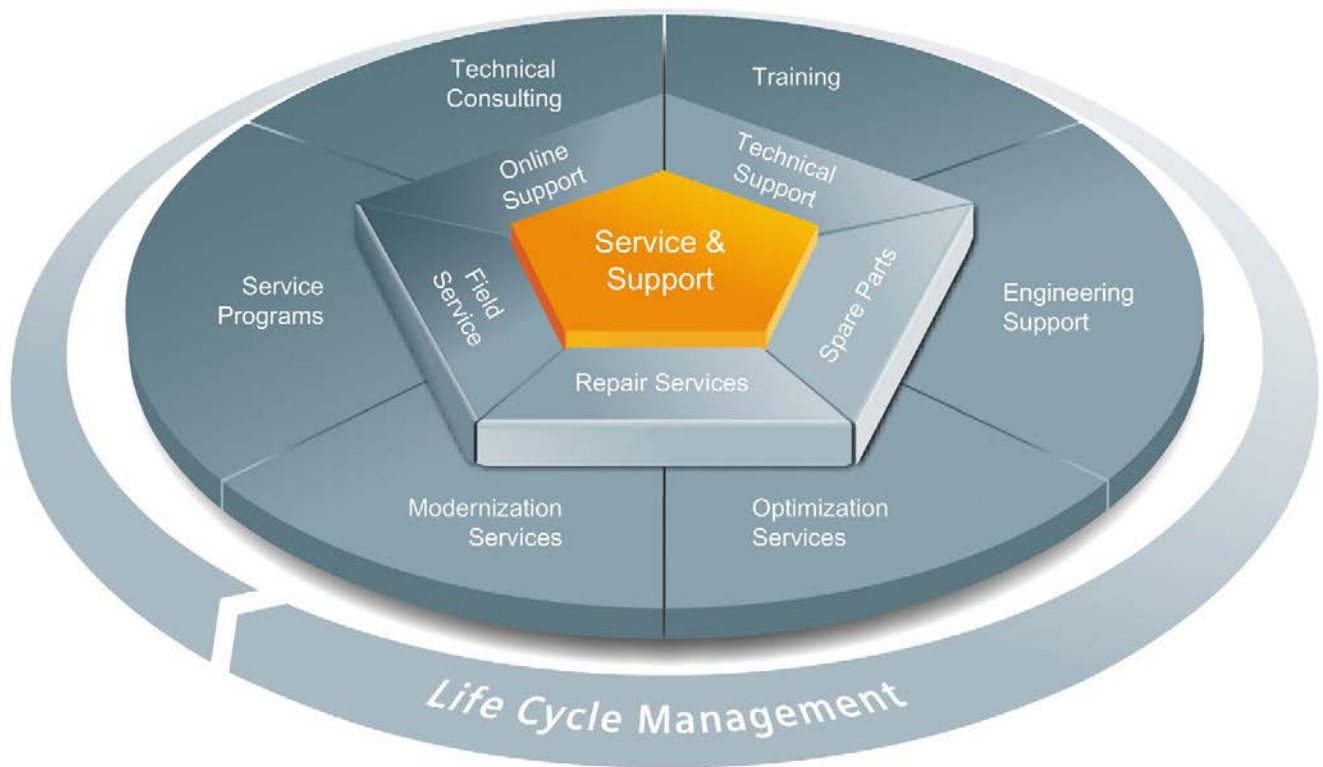 Technical
Consulting
Training
Online
Support
Technical
Support
Service &
Support
Service
Programs
Field
Service
Spare Parts
Engineering
Support
Repair Services
Modernization
Services
Optimization
Services
Life Cycle Management